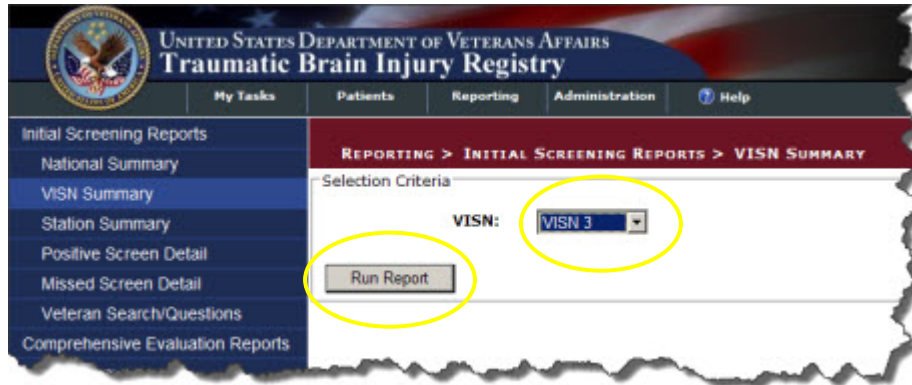 UNITED STATES DEPARTMENT OF VETERANS AFFAIRS
Traumatic Brain Injury Registry
My Tasks Patients Reporting Administration ? Help
Initial Screening Reports
National Summary
VISN Summary
Station Summary
Positive Screen Detail
Missed Screen Detail
Veteran Search/Questions
Comprehensive Evaluation Reports
REPORTING > INITIAL SCREENING REPORTS > VISN SUMMARY
Selection Criteria
VISN: VISN 3
Run Report